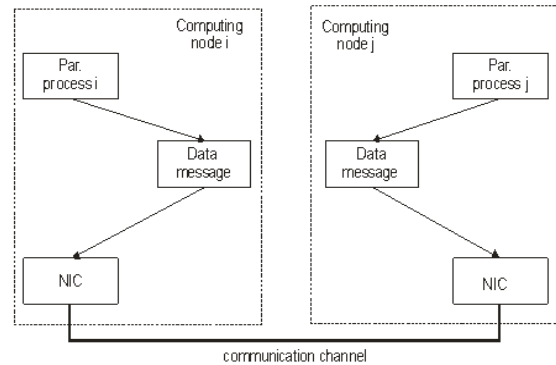 Computing
node i
Par.
process i
Data
message
NIC
Computing
node j
Par.
process j
Data
message
NIC
communication channel